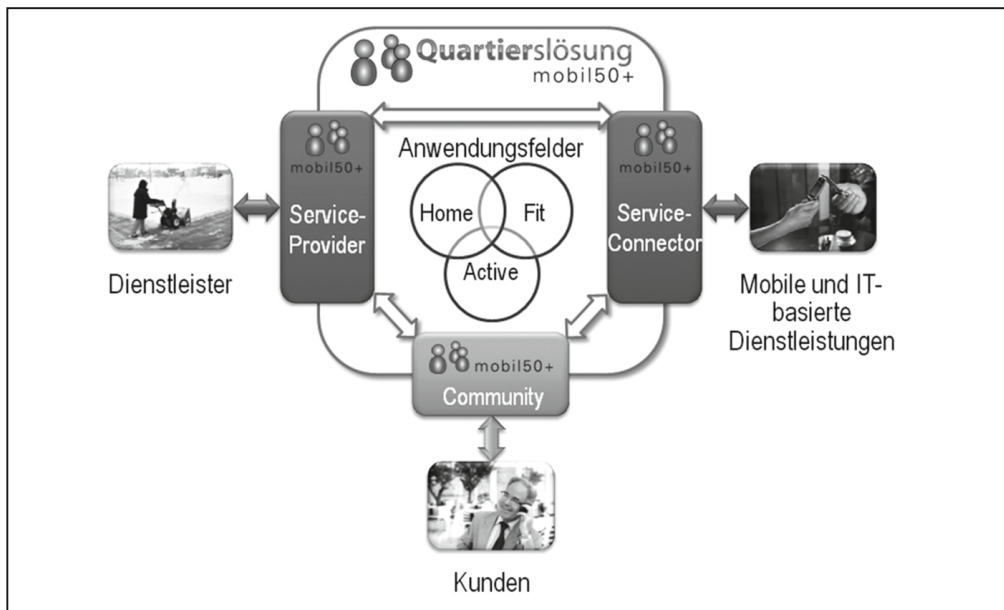 Quartierslösung
mobil50+
mobil50+
Service-
Provider
Anwendungsfelder
Home
Fit
Active
mobil50+
Service-
Connector
Dienstleister
Mobile und IT-
basierte
Dienstleistungen
mobil50+
Community
Kunden